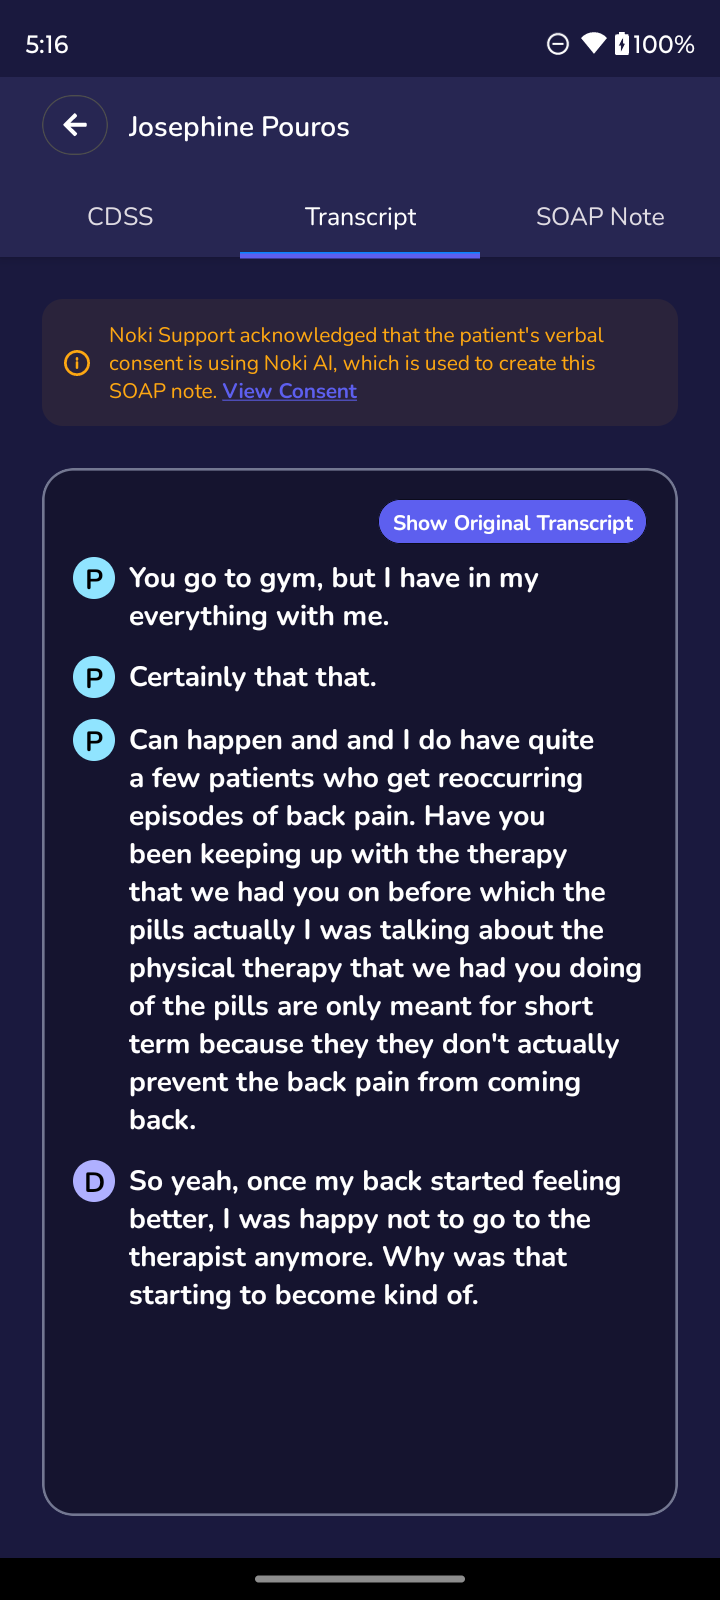 5:16
100%
Josephine Pouros
CDSS
Transcript
SOAP Note
Noki Support acknowledged that the patient's verbal
consent is using Noki AI, which is used to create this
SOAP note. View Consent
Show Original Transcript
P
You go to gym, but I have in my
everything with me.
P
Certainly that that.
P
Can happen and and I do have quite
a few patients who get reoccurring
episodes of back pain. Have you
been keeping up with the therapy
that we had you on before which the
pills actually I was talking about the
physical therapy that we had you doing
of the pills are only meant for short
term because they they don't actually
prevent the back pain from coming
back.
D
So yeah, once my back started feeling
better, I was happy not to go to the
therapist anymore. Why was that
starting to become kind of.